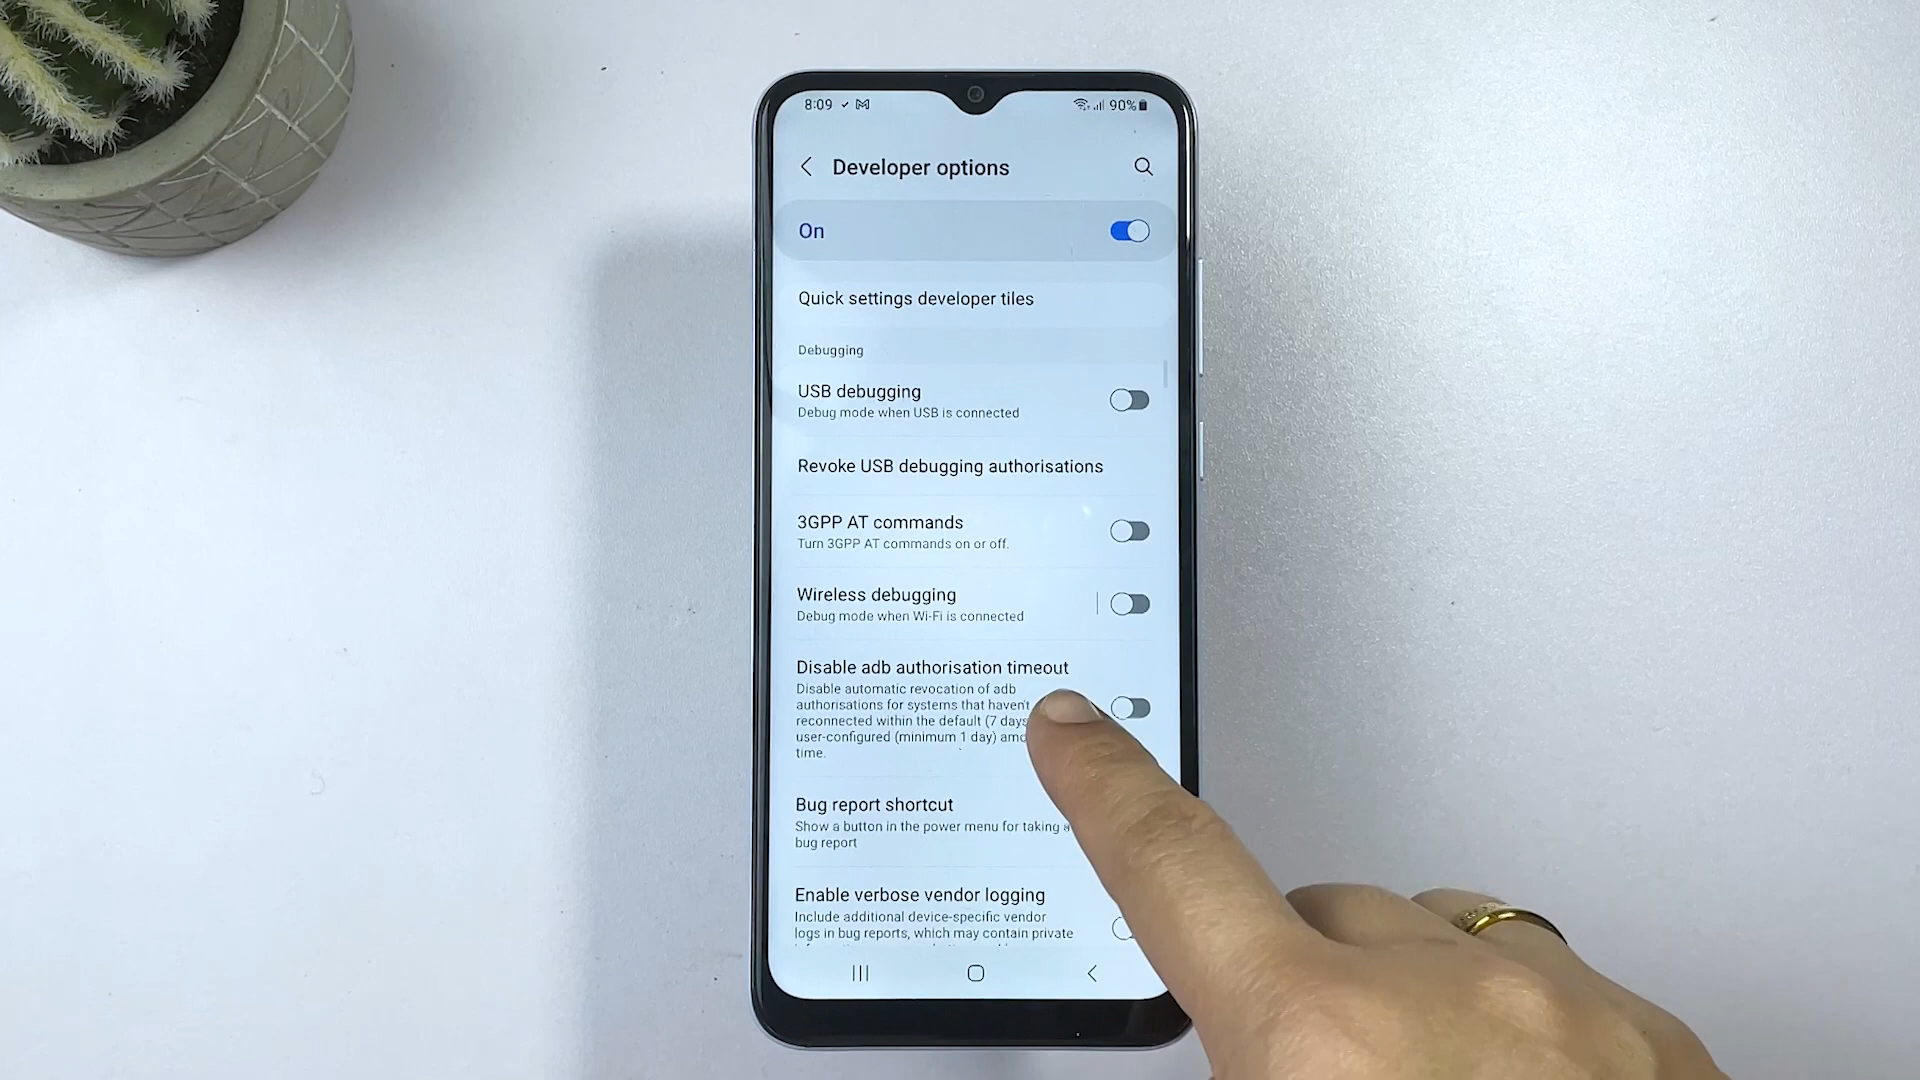 8:09
90%
Developer options
On
Quick settings developer tiles
Debugging
USB debugging
Debug mode when USB is connected
Revoke USB debugging authorisations
3GPP AT commands
Turn 3GPP AT commands on or off.
Wireless debugging
Debug mode when Wi-Fi is connected
Disable adb authorisation timeout
Disable automatic revocation of adb
authorisations for systems that haven't
reconnected within the default (7 days
user-configured (minimum 1 day)
time.
Bug report shortcut
Show a button in the power menu for taking a
bug report
Enable verbose vendor logging
Include additional device-specific vendor
logs in bug reports, which may contain private